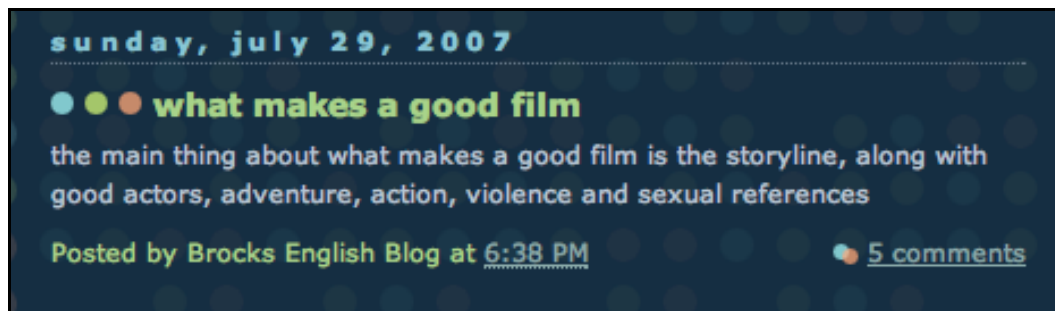 sunday, july 29, 2007
what makes a good film
the main thing about what makes a good film is the storyline, along with
good actors, adventure, action, violence and sexual references
Posted by Brocks English Blog at 6:38 PM 5 comments